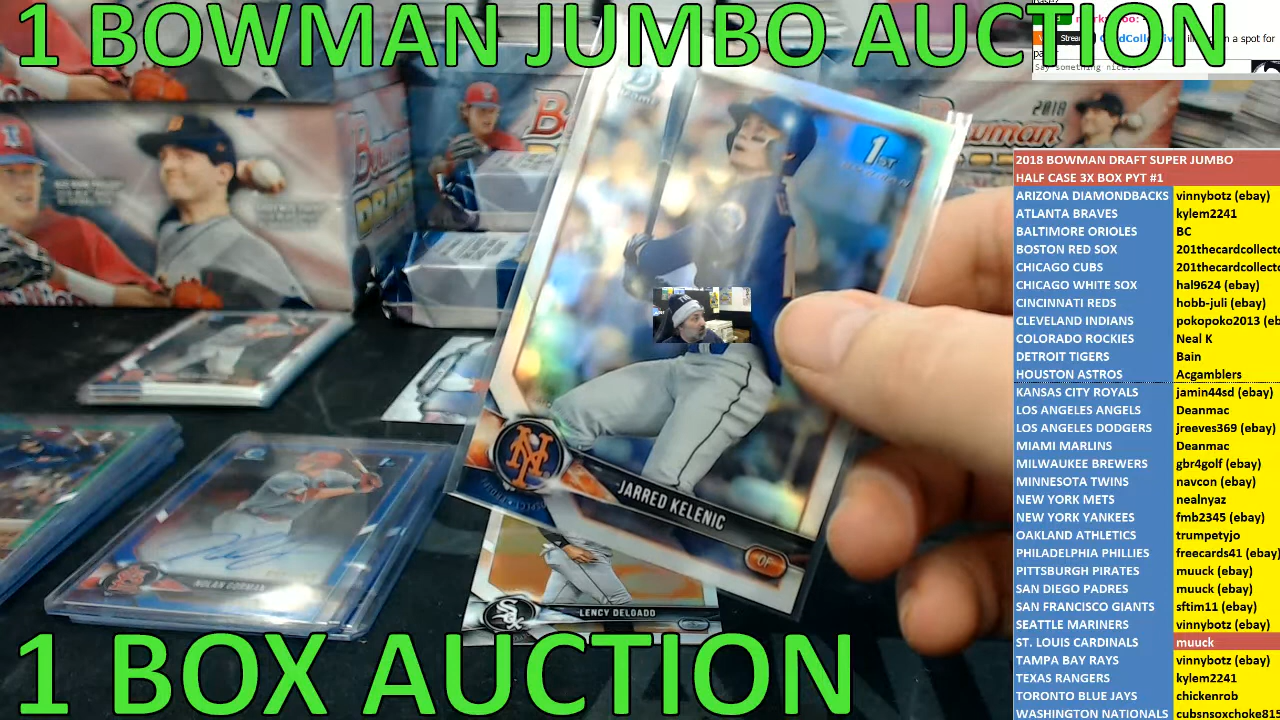 1 BOWMAN JUMBO AUCTION
Say something nice...
1ST
BOWMAN
2018
Bowman
2018 BOWMAN DRAFT SUPER JUMBO
HALF CASE 3X BOX PYT #1
ARIZONA DIAMONDBACKS vinnybotz (ebay)
ATLANTA BRAVES kylem2241
BALTIMORE ORIOLES BC
BOSTON RED SOX 201thecardcollecto
CHICAGO CUBS 201thecardcollecto
CHICAGO WHITE SOX hal9624 (ebay)
CINCINNATI REDS hobb-juli (ebay)
CLEVELAND INDIANS pokopoko2013 (eb
COLORADO ROCKIES Neal K
DETROIT TIGERS Bain
HOUSTON ASTROS Acgamblers
KANSAS CITY ROYALS jamin44sd (ebay)
LOS ANGELES ANGELS Deanmac
LOS ANGELES DODGERS jreeves369 (ebay)
MIAMI MARLINS Deanmac
MILWAUKEE BREWERS gbr4golf (ebay)
MINNESOTA TWINS navcon (ebay)
NEW YORK METS nealnyaz
NEW YORK YANKEES fmb2345 (ebay)
OAKLAND ATHLETICS trumpetyjo
PHILADELPHIA PHILLIES freecards41 (ebay)
PITTSBURGH PIRATES muuck (ebay)
SAN DIEGO PADRES muuck (ebay)
SAN FRANCISCO GIANTS sftim11 (ebay)
SEATTLE MARINERS vinnybotz (ebay)
ST. LOUIS CARDINALS muuck
TAMPA BAY RAYS vinnybotz (ebay)
TEXAS RANGERS kylem2241
TORONTO BLUE JAYS chickenrob
WASHINGTON NATIONALS cubsnsoxchoke815
JARRED KELENIC
OF
NOLAN GORMAN
LENCY DELGADO
1 BOX AUCTION